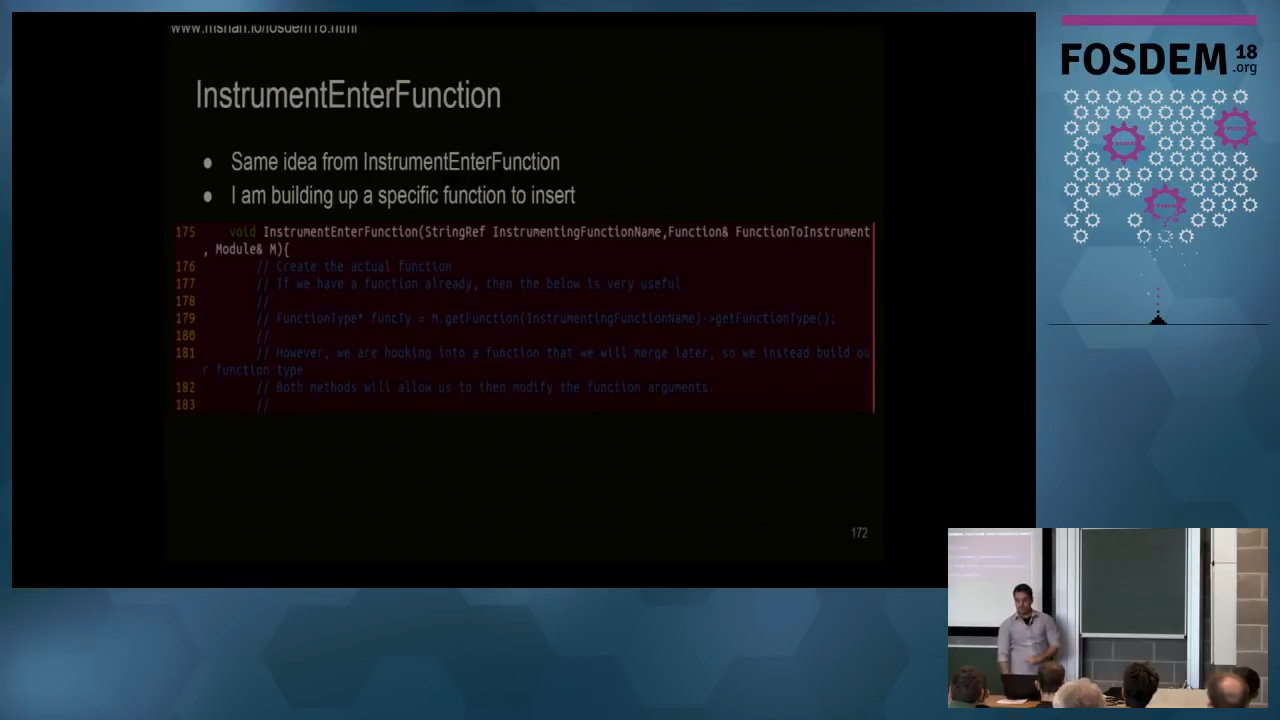 www.mshah.io/fosdem18.html
InstrumentEnterFunction
● Same idea from InstrumentEnterFunction
● I am building up a specific function to insert
175 void InstrumentEnterFunction(StringRef InstrumentingFunctionName,Function& FunctionToInstrument
, Module& M){
176 // Create the actual function
177 // If we have a function already, then the below is very useful
178 //
179 // FunctionType* funcTy = M.getFunction(InstrumentingFunctionName)->getFunctionType();
180 //
181 // However, we are hooking into a function that we will merge later, so we instead build ou
r function type
182 // Both methods will allow us to then modify the function arguments.
183 //
172
FOSDEM 18
.org